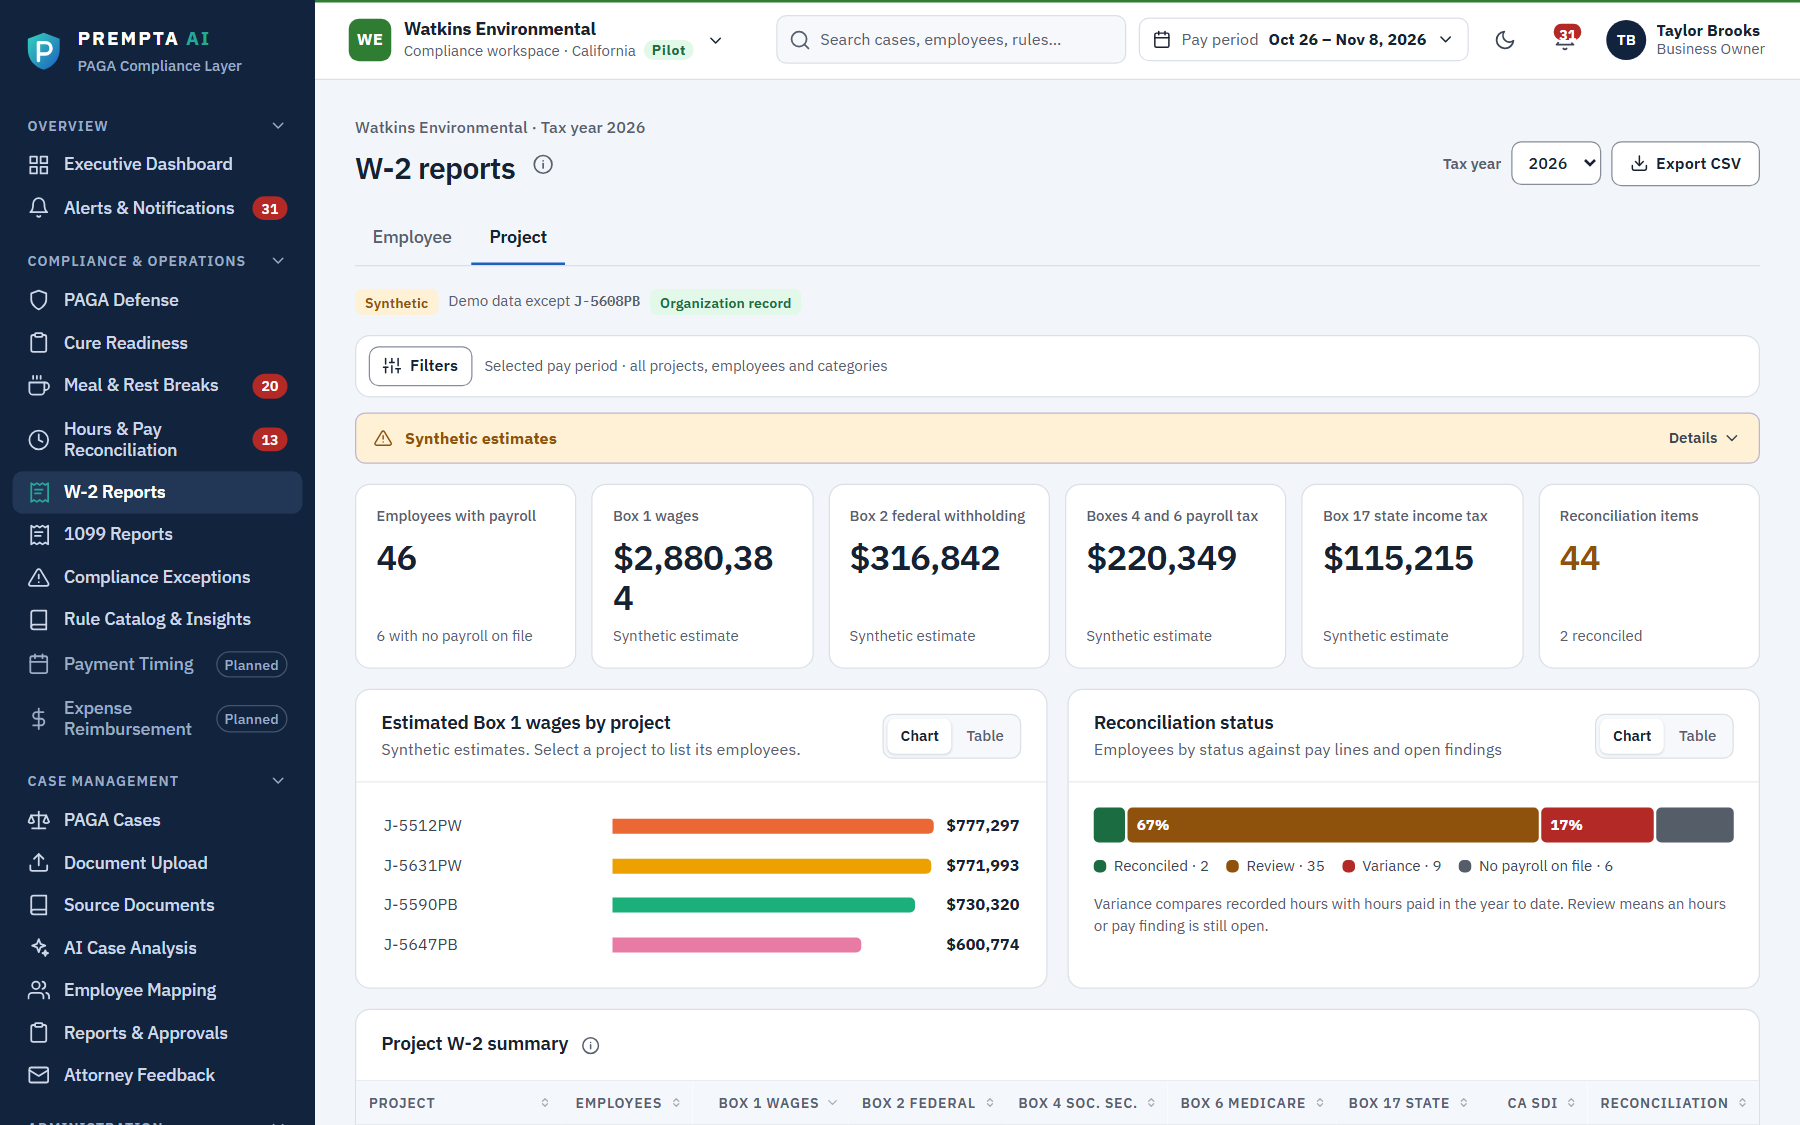 PREMPTA AI
PAGA Compliance Layer
OVERVIEW
Executive Dashboard
Alerts & Notifications 31
COMPLIANCE & OPERATIONS
PAGA Defense
Cure Readiness
Meal & Rest Breaks 20
Hours & Pay
Reconciliation 13
W-2 Reports
1099 Reports
Compliance Exceptions
Rule Catalog & Insights
Payment Timing Planned
Expense
Reimbursement Planned
CASE MANAGEMENT
PAGA Cases
Document Upload
Source Documents
AI Case Analysis
Employee Mapping
Reports & Approvals
Attorney Feedback
ADMINISTRATION
WE
Watkins Environmental
Compliance workspace · California Pilot
Search cases, employees, rules...
Pay period Oct 26 – Nov 8, 2026
31
TB
Taylor Brooks
Business Owner
Watkins Environmental · Tax year 2026
W-2 reports
Tax year 2026 Export CSV
Employee Project
Synthetic Demo data except J-5608PB Organization record
Filters Selected pay period · all projects, employees and categories
Synthetic estimates Details
Employees with payroll
46
6 with no payroll on file
Box 1 wages
$2,880,38
4
Synthetic estimate
Box 2 federal withholding
$316,842
Synthetic estimate
Boxes 4 and 6 payroll tax
$220,349
Synthetic estimate
Box 17 state income tax
$115,215
Synthetic estimate
Reconciliation items
44
2 reconciled
Estimated Box 1 wages by project
Synthetic estimates. Select a project to list its employees.
Chart Table
J-5512PW $777,297
J-5631PW $771,993
J-5590PB $730,320
J-5647PB $600,774
Reconciliation status
Employees by status against pay lines and open findings
Chart Table
67% 17%
Reconciled · 2 Review · 35 Variance · 9 No payroll on file · 6
Variance compares recorded hours with hours paid in the year to date. Review means an hours
or pay finding is still open.
Project W-2 summary
PROJECT EMPLOYEES BOX 1 WAGES BOX 2 FEDERAL BOX 4 SOC. SEC. BOX 6 MEDICARE BOX 17 STATE CA SDI RECONCILIATION